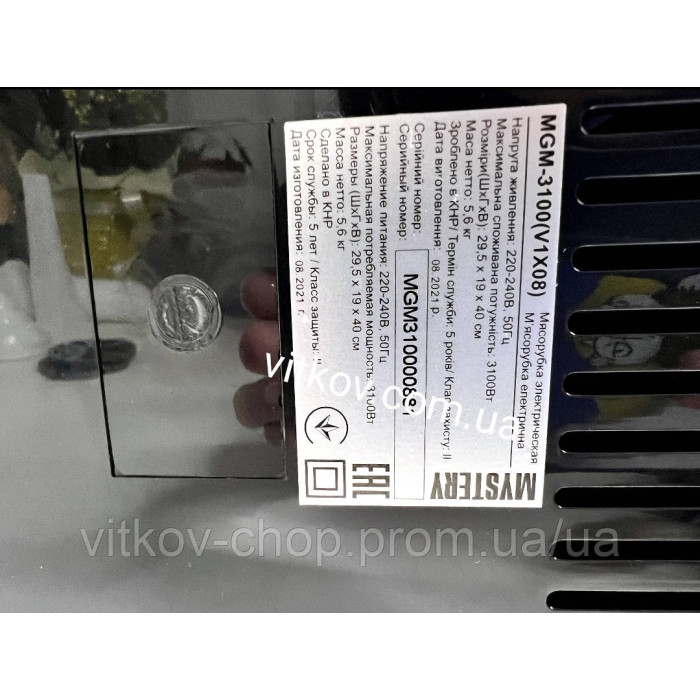 MGM-3100(V1X08) Мясорубка электрическая
М'ясорубка електрична
Напруга живлення: 220-240В, 50Гц
Максимальна споживана потужність: 3100Вт
Розміри(ШхГхВ): 29,5 х 19 х 40 см
Маса нетто: 5,6 кг
Зроблено в КНР/ Термін служби: 5 років/ Клас захисту: II
Дата виготовлення: 08.2021 р.
Серійний номер:
Серийный номер:
Напряжение питания: 220-240В, 50Гц
Максимальная потребляемая мощность: 3100Вт
Размеры (ШхГхВ): 29,5 х 19 х 40 см
Масса нетто: 5,6 кг
Сделано в КНР
Срок службы: 5 лет / Класс защиты: II
Дата изготовления: 08.2021 г.
MYSTERY
EAC
vitkov.com.ua
vitkov-chop.prom.ua/ua